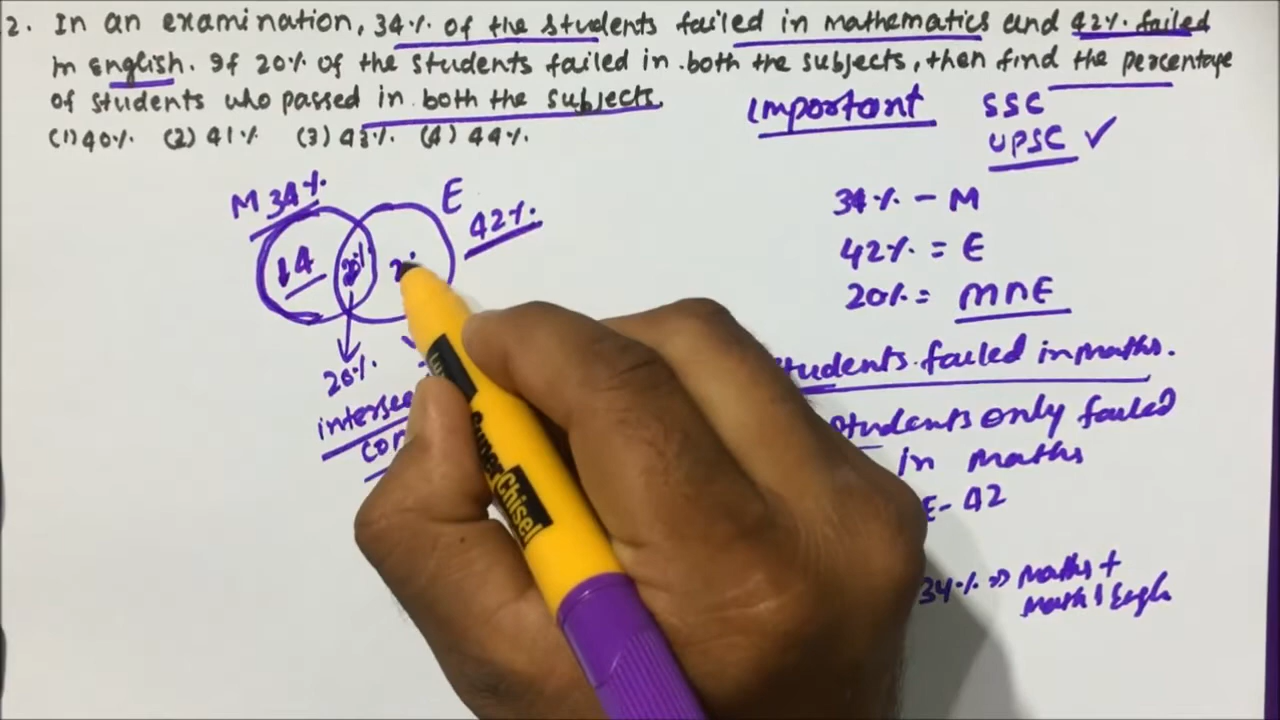 2. In an examination, 34% of the students failed in mathematics and 42% failed
in english. If 20% of the students failed in both the subjects, then find the percentage
of students who passed in both the subjects.
(1) 40% (2) 41% (3) 43% (4) 44%.
Important SSC
UPSC ✓
M 34% E
42%
14 20%
20%
34% - M
42% = E
20% = M∩E
students failed in maths.
students only failed
in maths
E- 42
34% => Maths +
Super Chisel